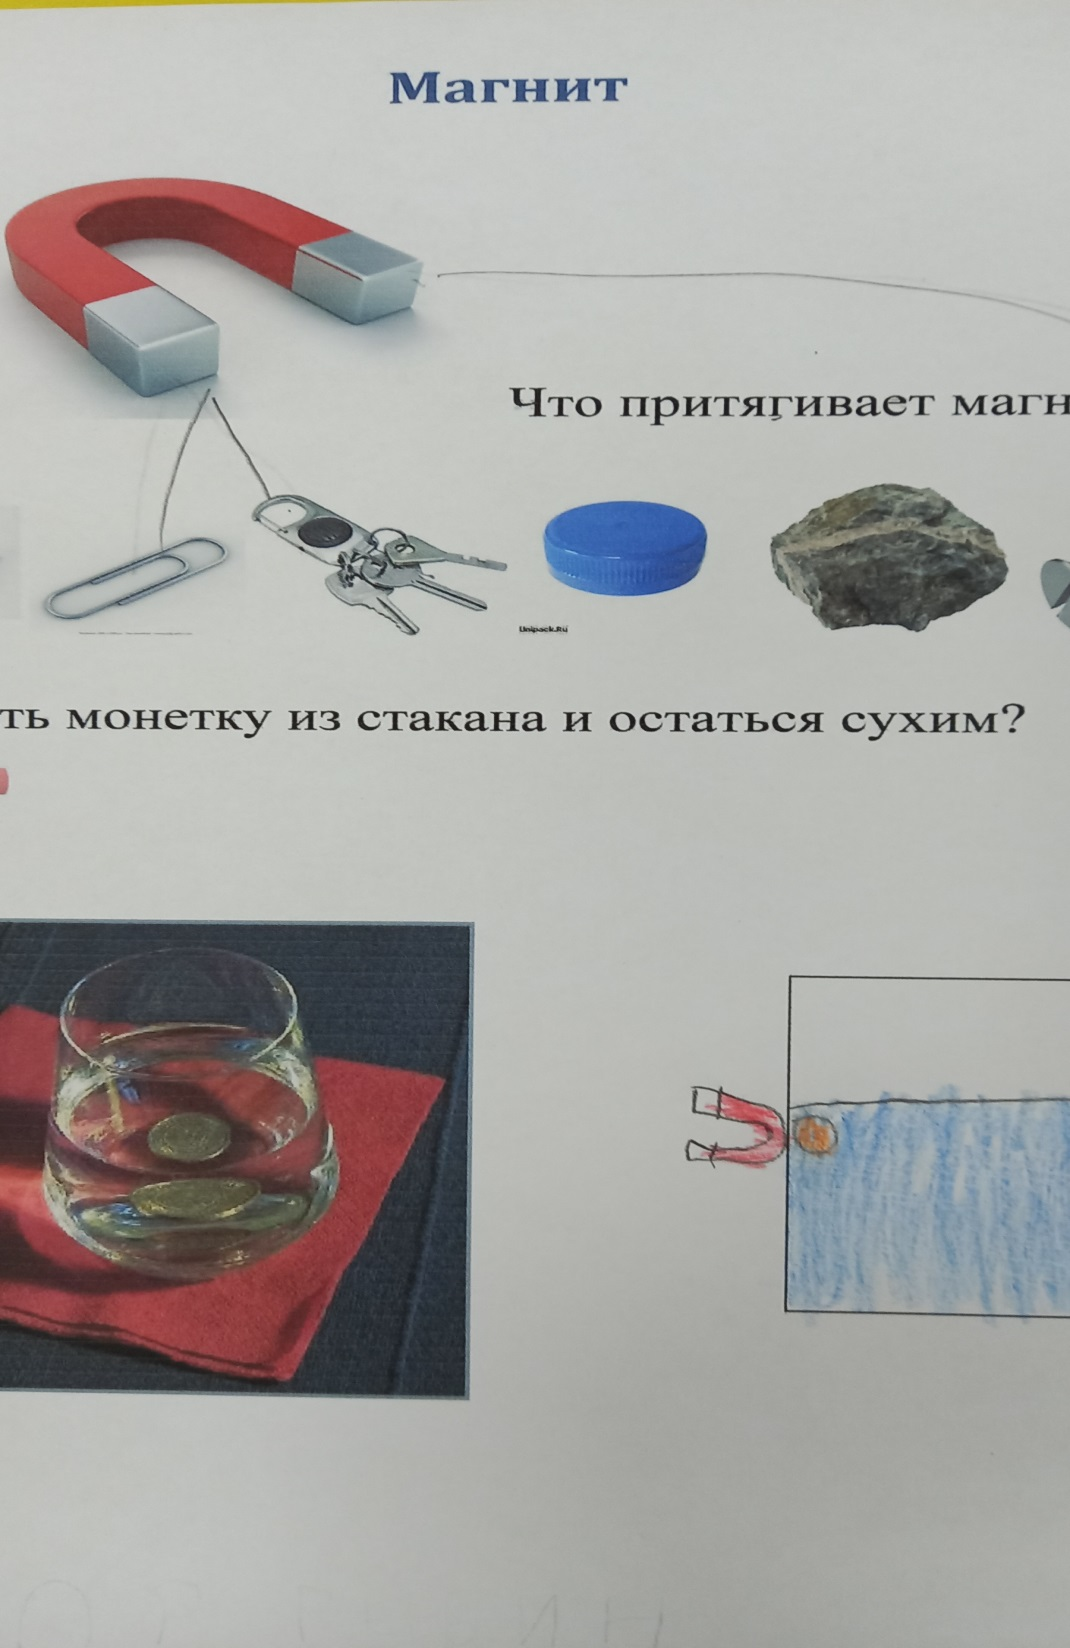 Магнит
Что притягивает магн
Unipack.Ru
ть монетку из стакана и остаться сухим?